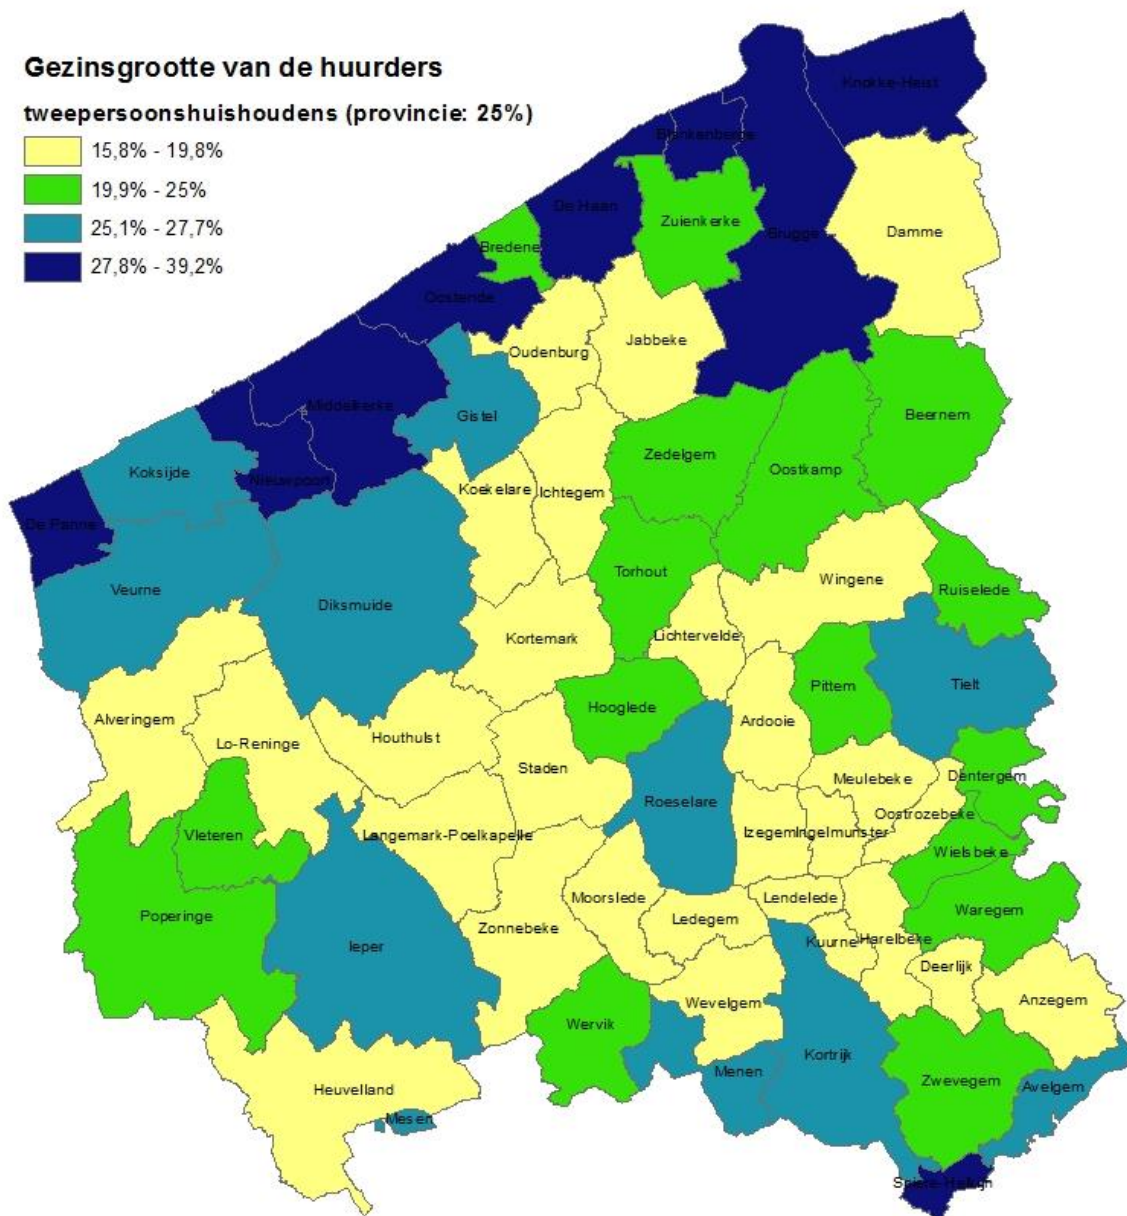 Gezinsgrootte van de huurders
tweepersoonshuishoudens (provincie: 25%)
15,8% - 19,8%
19,9% - 25%
25,1% - 27,7%
27,8% - 39,2%
Knokke-Heist
Blankenberge
De Haan
Zuienkerke
Brugge
Damme
Bredene
Oostende
Oudenburg
Jabbeke
Middelkerke
Gistel
Beernem
Koksijde
Nieuwpoort
Koekelare
Ichtegem
Zedelgem
Oostkamp
De Panne
Veurne
Diksmuide
Torhout
Wingene
Ruiselede
Kortemark
Lichtervelde
Alveringem
Lo-Reninge
Houthulst
Hooglede
Ardooie
Pittem
Tielt
Staden
Roeselare
Meulebeke
Dentergem
Vleteren
Langemark-Poelkapelle
Izegem
Ingelmunster
Oostrozebeke
Wielsbeke
Poperinge
Ieper
Zonnebeke
Moorslede
Ledegem
Lendelede
Waregem
Kuurne
Harelbeke
Deerlijk
Wervik
Wevelgem
Anzegem
Heuvelland
Menen
Kortrijk
Zwevegem
Avelgem
Mesen
Spiere-Helkijn